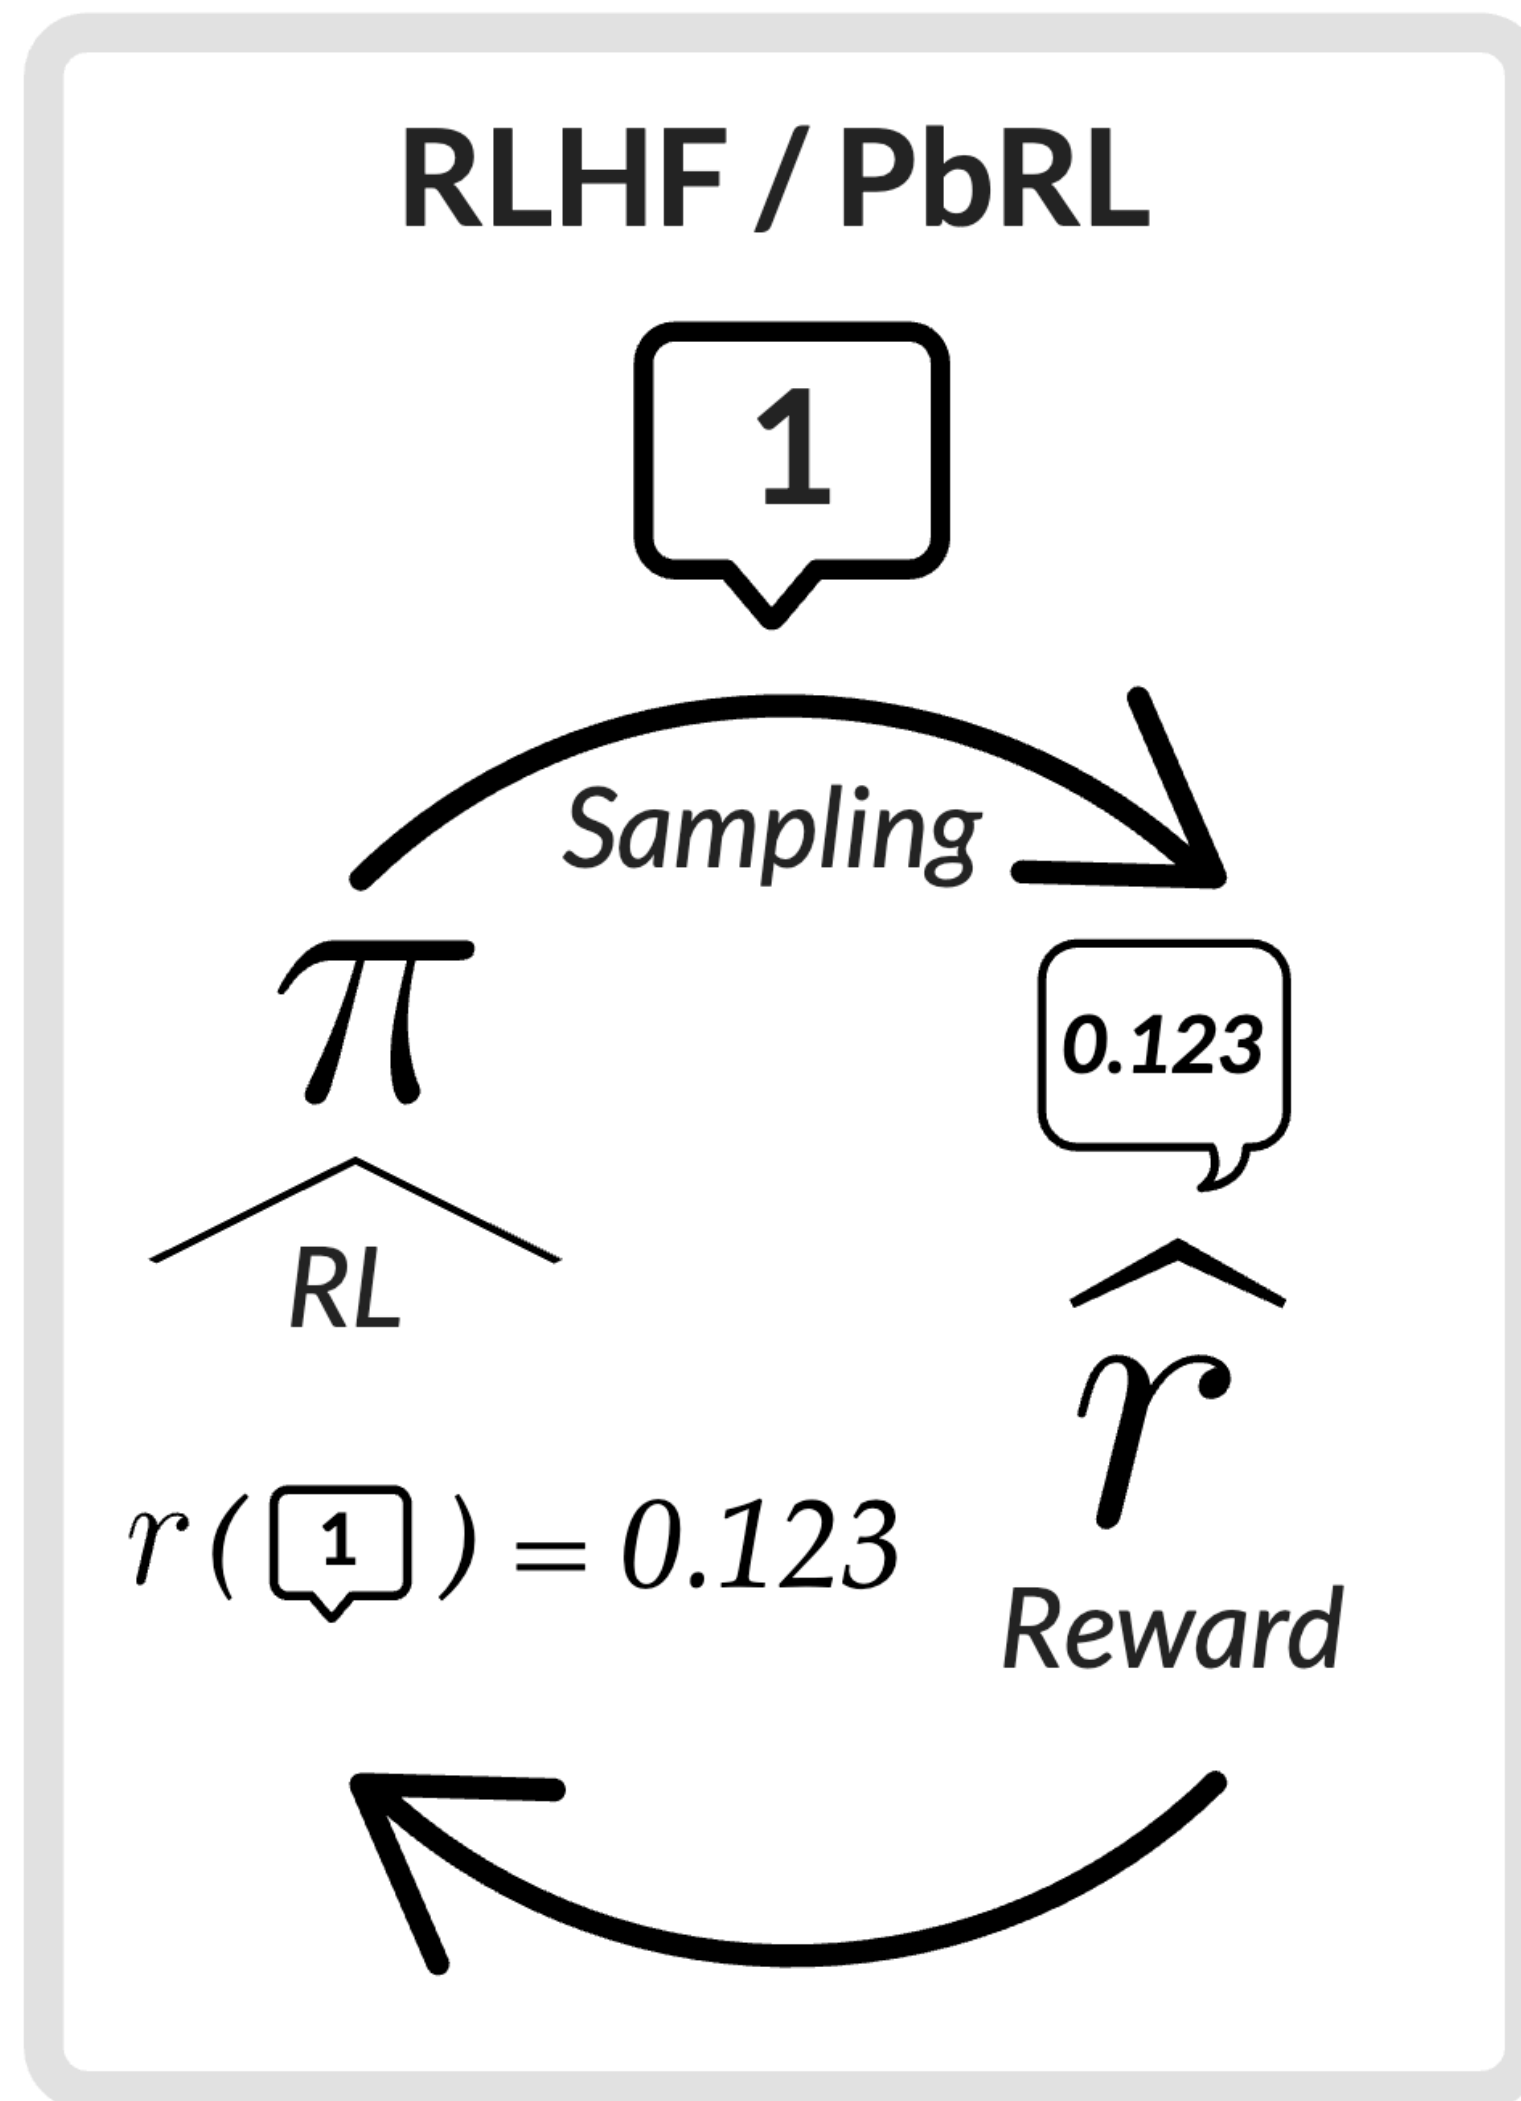 RLHF / PbRL
1
Sampling
π
0.123
RL
r̂
r( 1 ) = 0.123
Reward